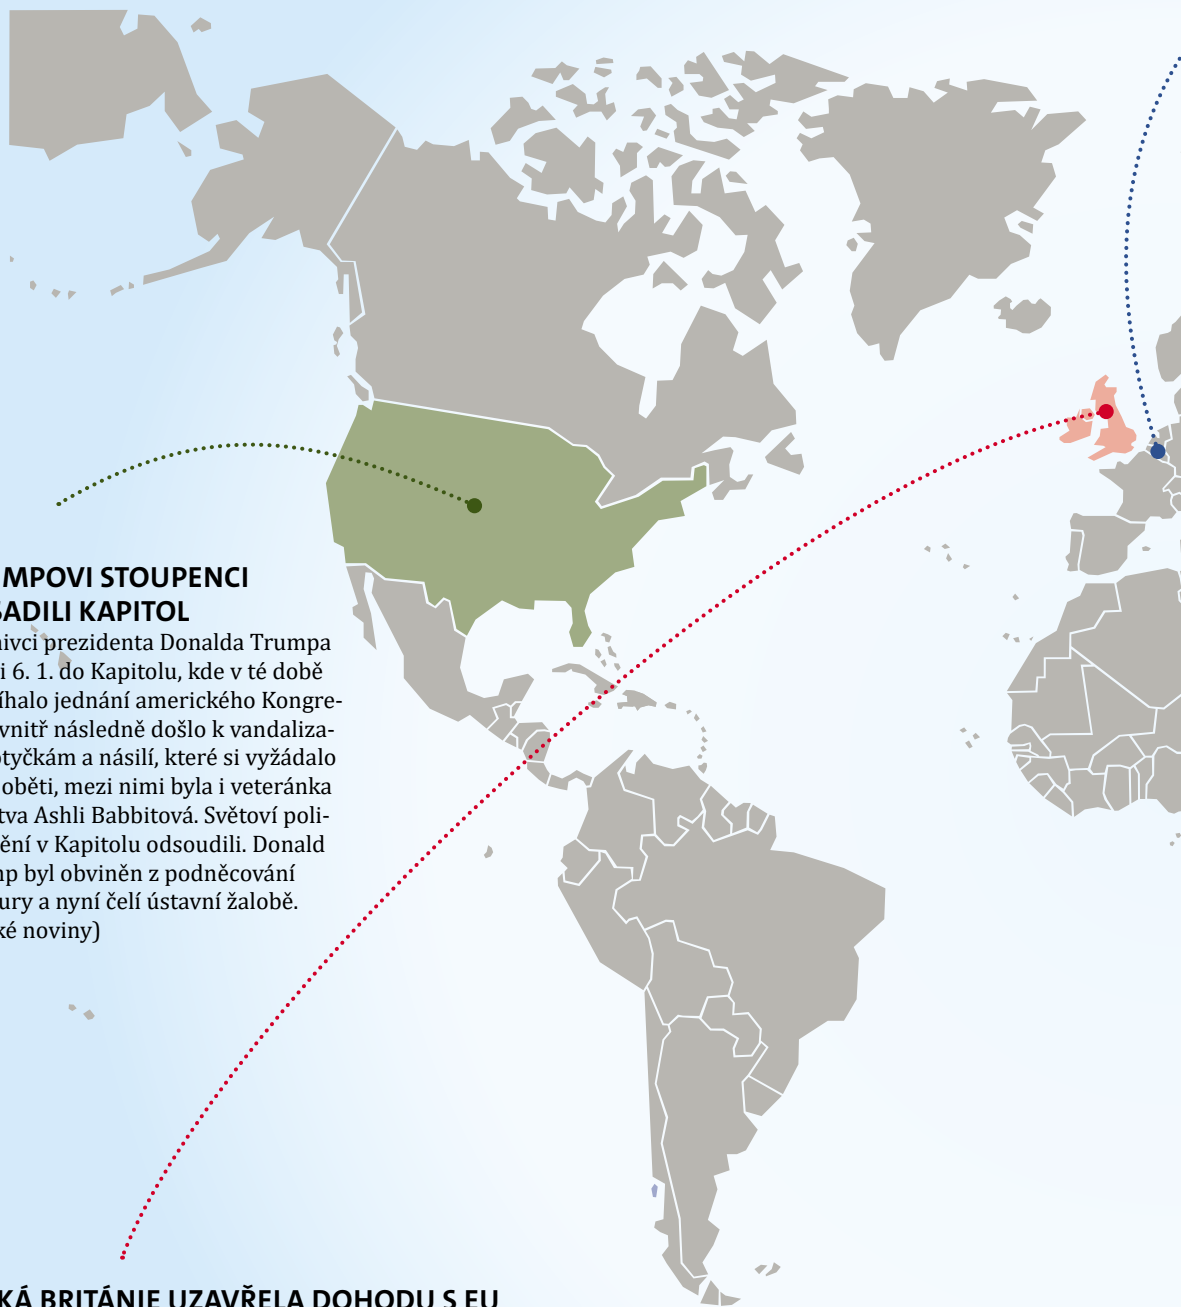 MPOVI STOUPENCI
SADILI KAPITOL
nivci prezidenta Donalda Trumpa
i 6. 1. do Kapitolu, kde v té době
íhalo jednání amerického Kongre-
vnitř následně došlo k vandaliza-
otyčkám a násilí, které si vyžádalo
oběti, mezi nimi byla i veteránka
tva Ashli Babbitová. Světoví poli-
ění v Kapitolu odsoudili. Donald
mp byl obviněn z podněcování
ury a nyní čelí ústavní žalobě.
ké noviny)
KÁ BRITÁNIE UZAVŘELA DOHODU S EU